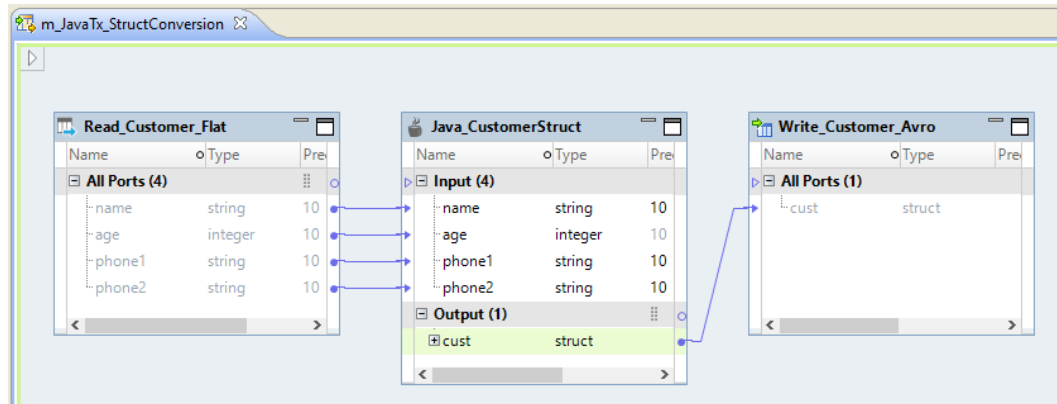 m_JavaTx_StructConversion
Read_Customer_Flat
Name Type Pre
All Ports (4)
name string 10
age integer 10
phone1 string 10
phone2 string 10
Java_CustomerStruct
Name Type Pre
Input (4)
name string 10
age integer 10
phone1 string 10
phone2 string 10
Output (1)
cust struct
Write_Customer_Avro
Name Type Pre
All Ports (1)
cust struct